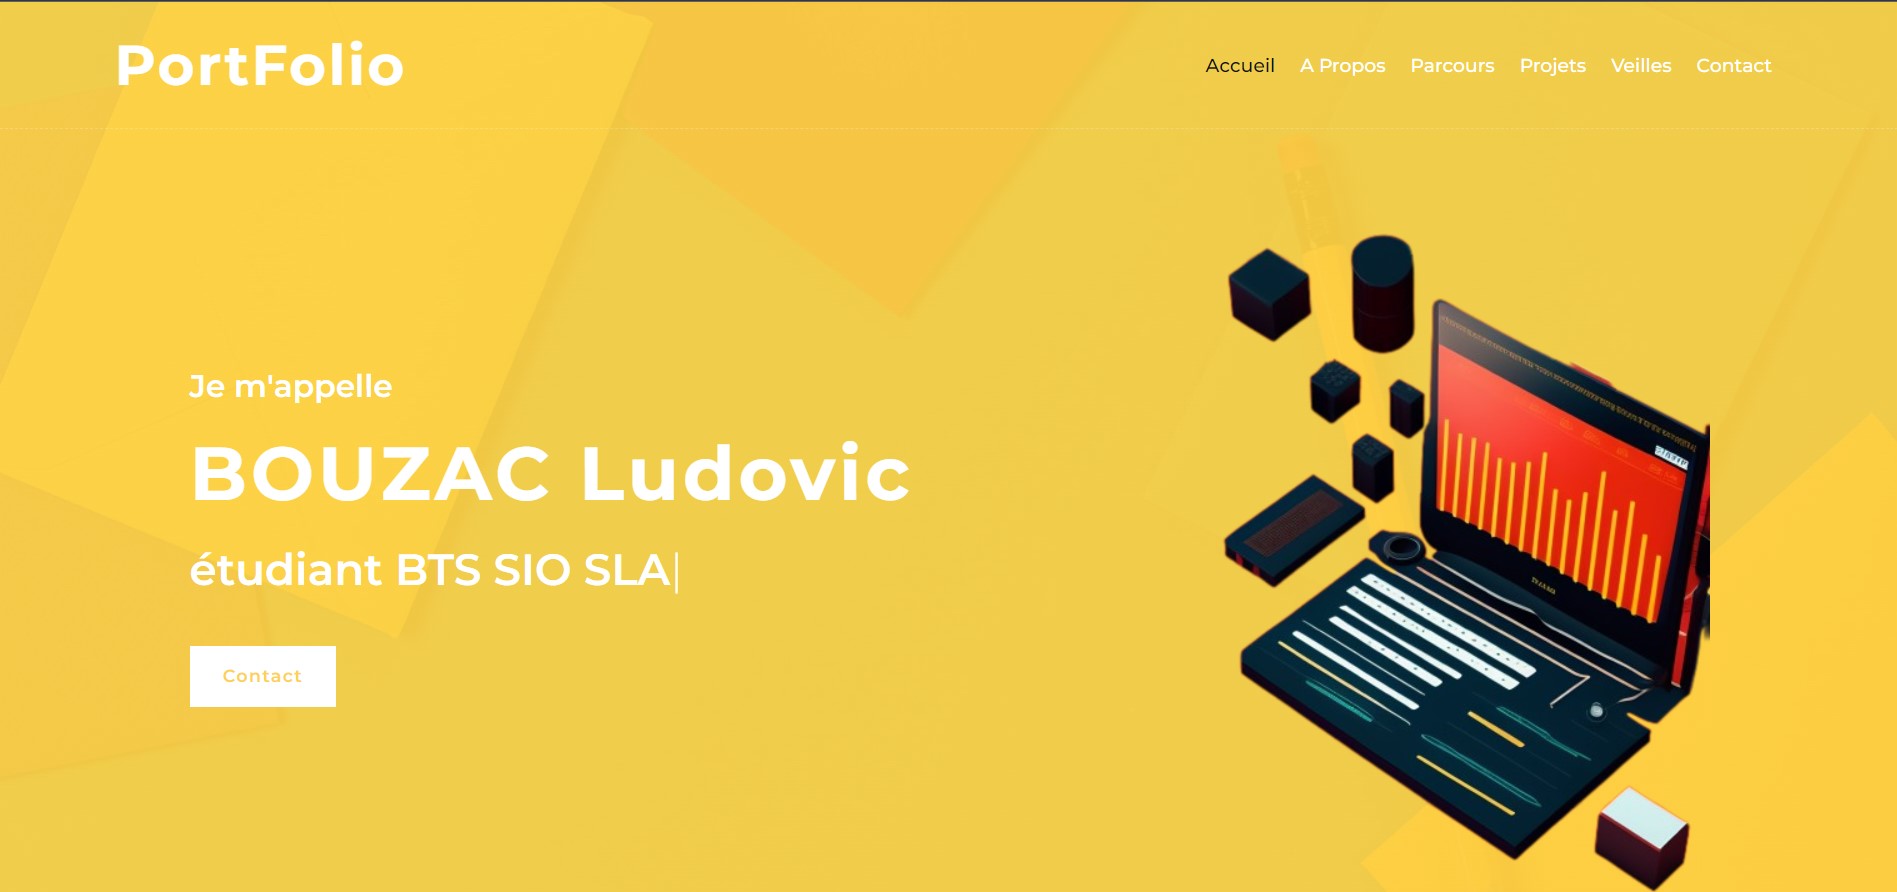 PortFolio
Accueil A Propos Parcours Projets Veilles Contact
Je m'appelle
BOUZAC Ludovic
étudiant BTS SIO SLA|
Contact